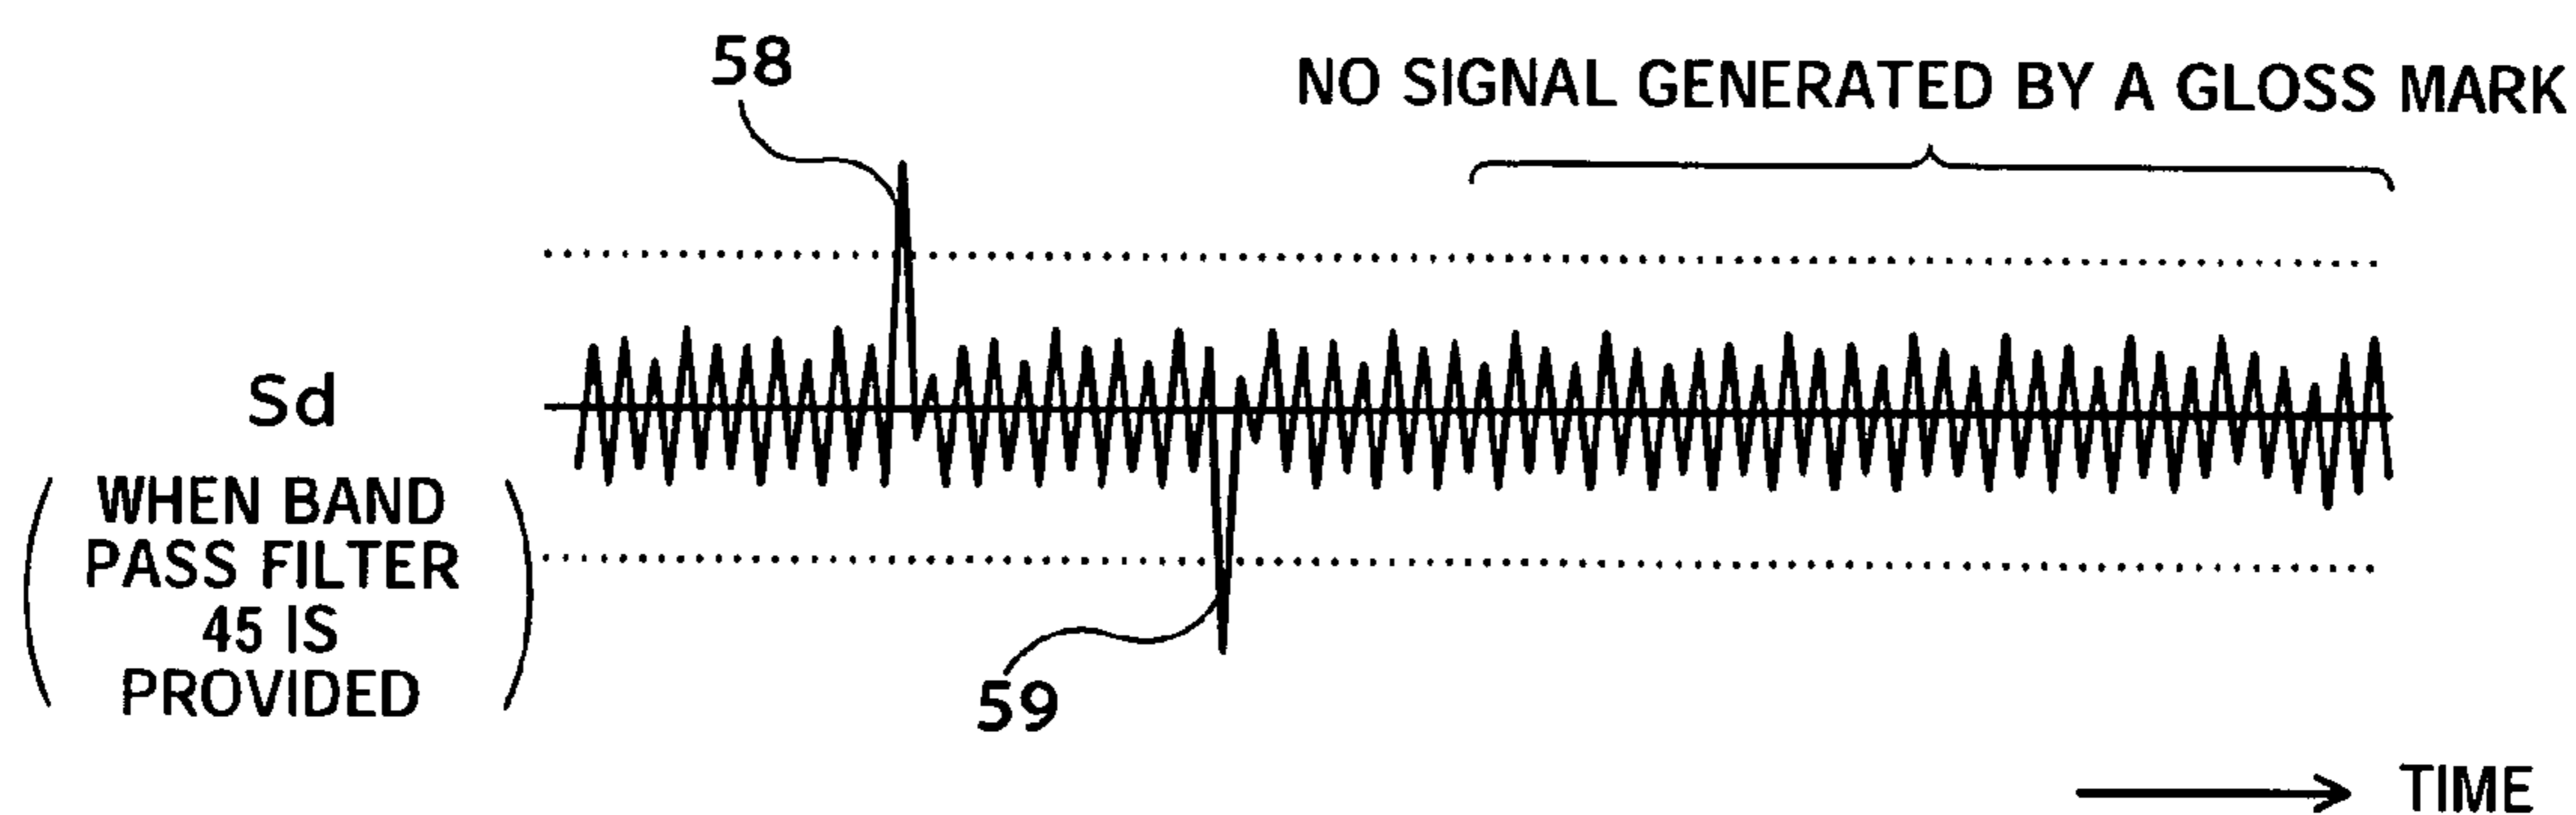 58
NO SIGNAL GENERATED BY A GLOSS MARK
Sd
WHEN BAND
PASS FILTER
45 IS
PROVIDED
59
TIME